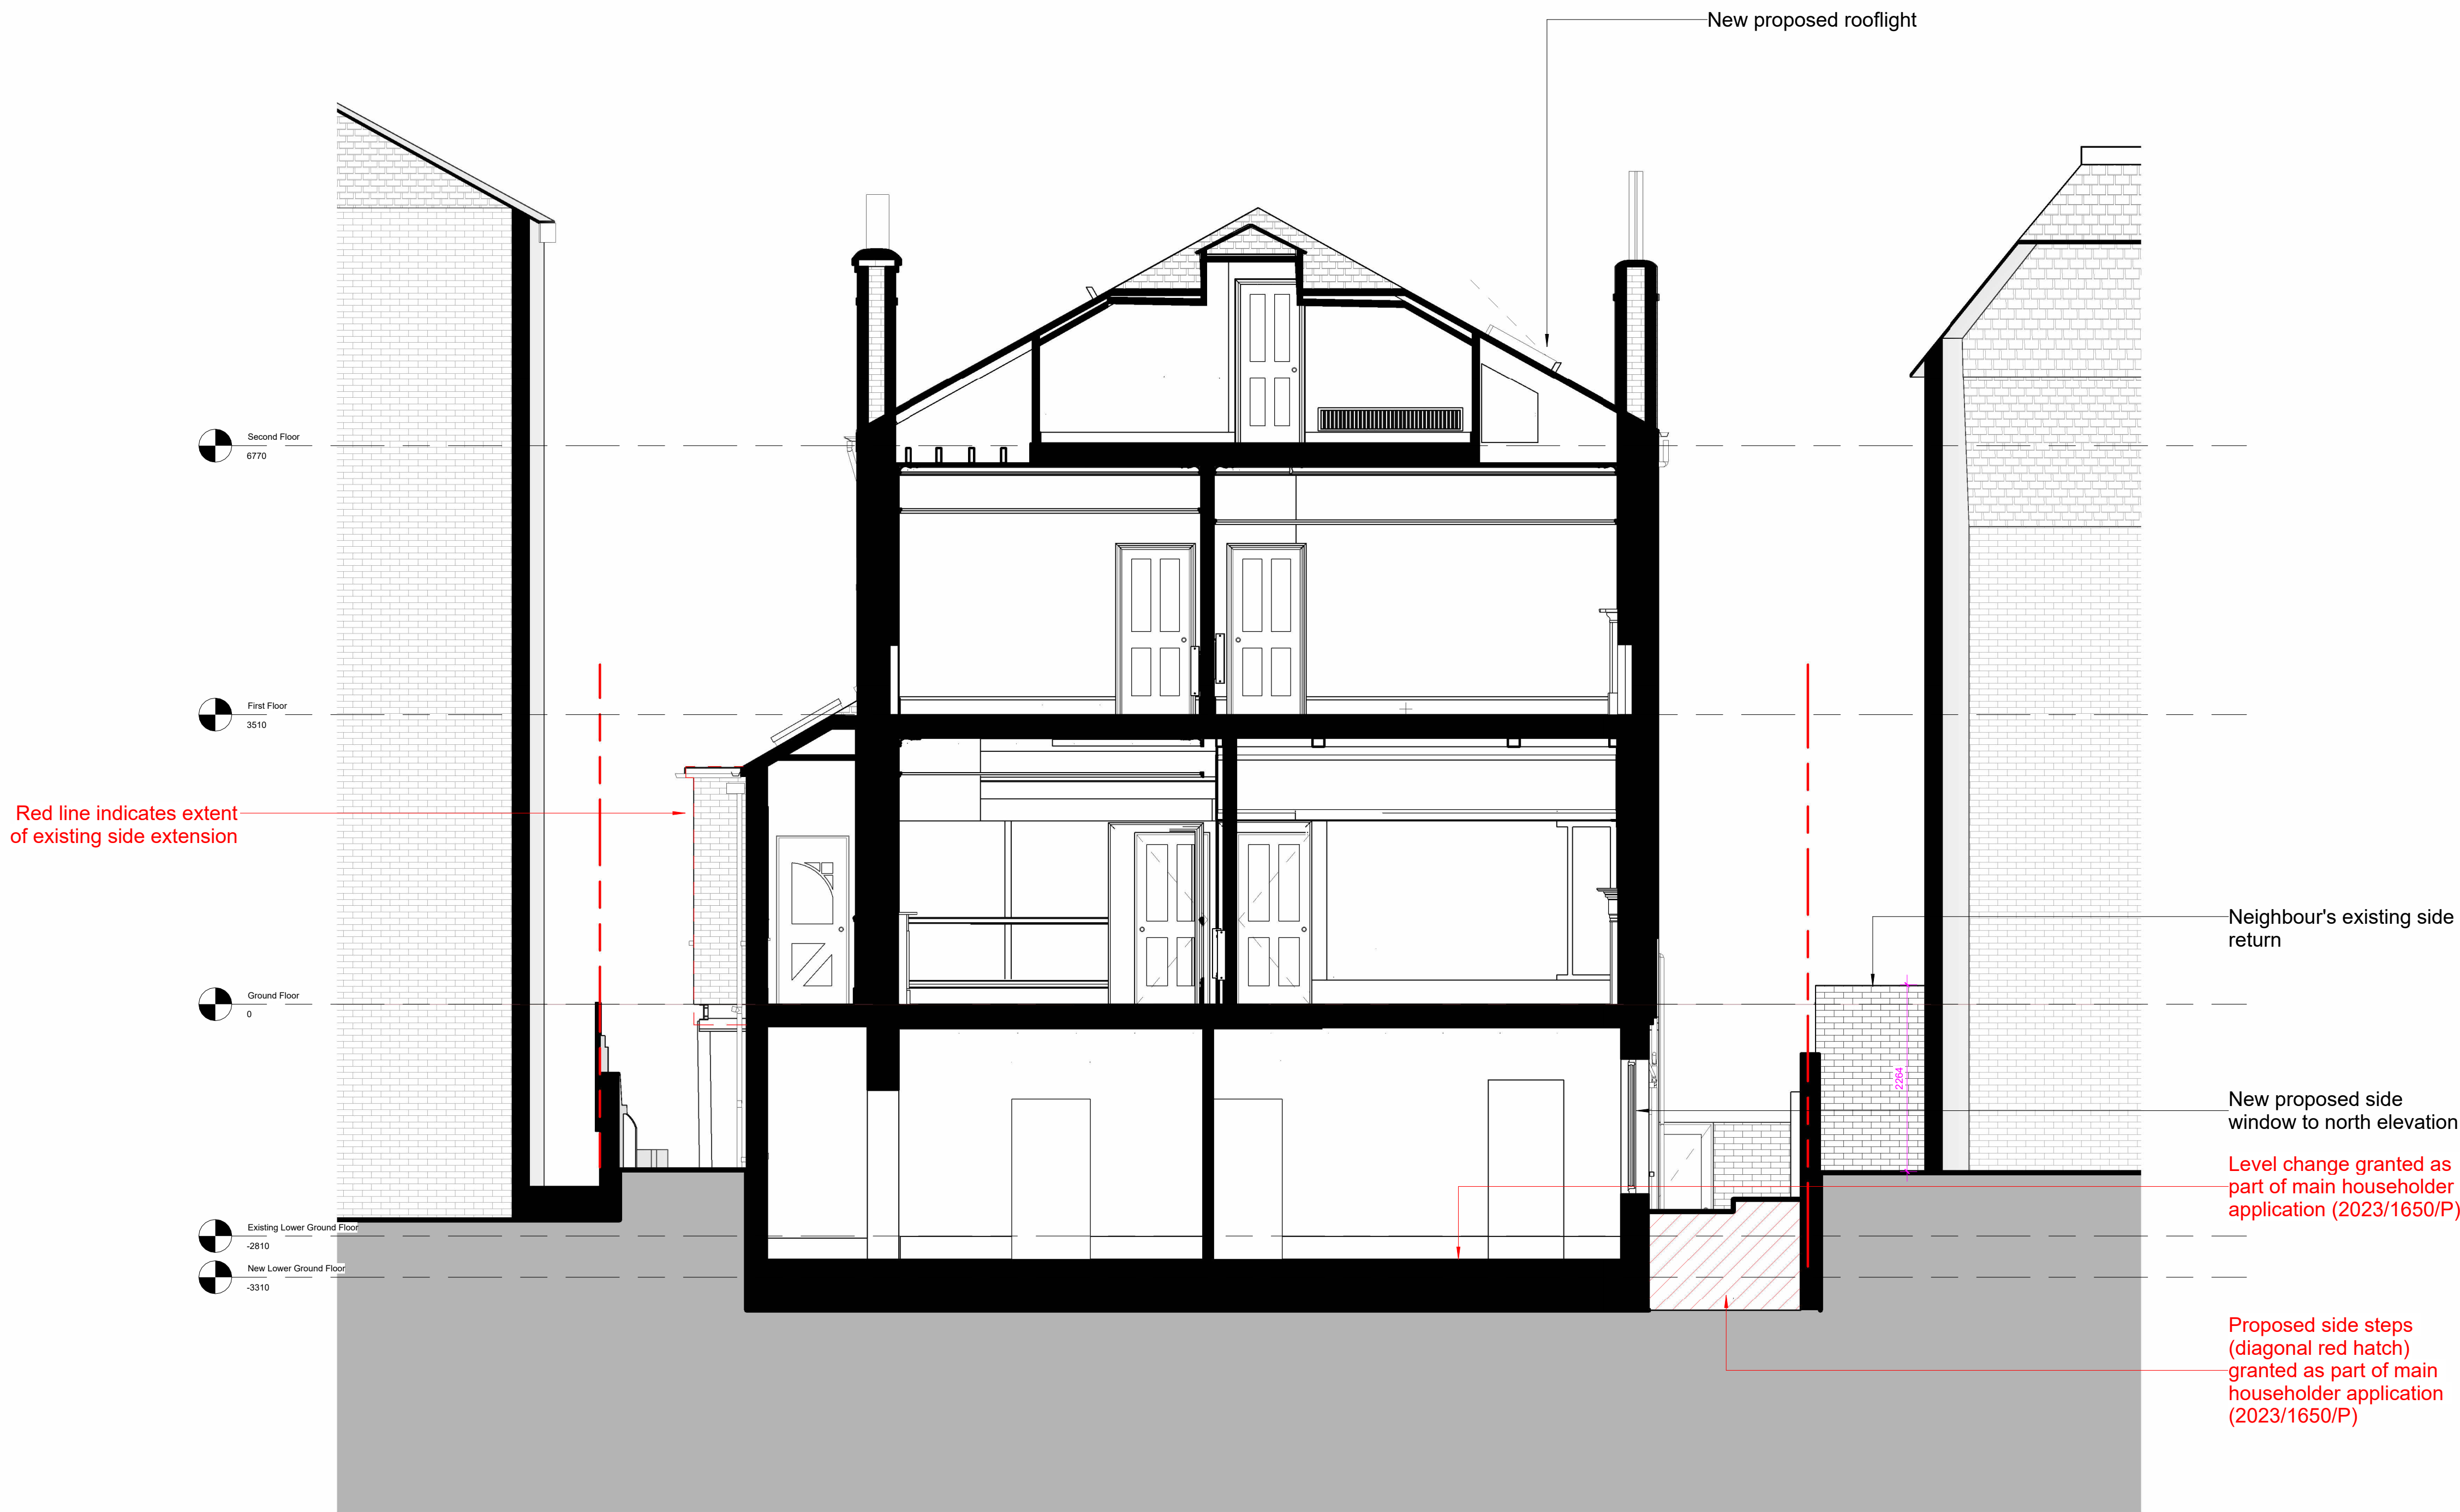 New proposed rooflight
Second Floor
6770
First Floor
3510
Red line indicates extent
of existing side extension
Neighbour's existing side
return
Ground Floor
0
2264
New proposed side
window to north elevation
Level change granted as
part of main householder
application (2023/1650/P)
Existing Lower Ground Floor
-2810
New Lower Ground Floor
-3310
Proposed side steps
(diagonal red hatch)
granted as part of main
householder application
(2023/1650/P)